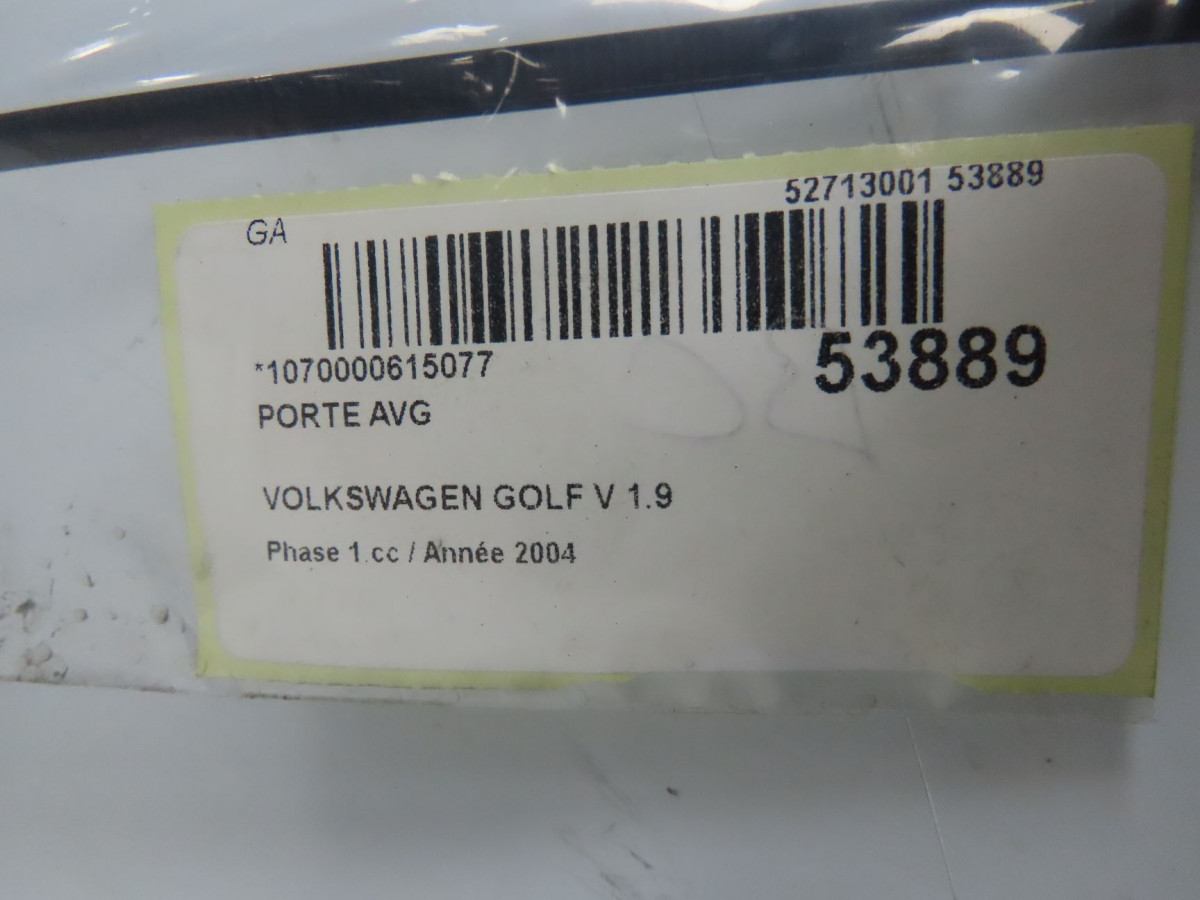 52713001 53889
GA
53889
*1070000615077
PORTE AVG
VOLKSWAGEN GOLF V 1.9
Phase 1 cc / Année 2004